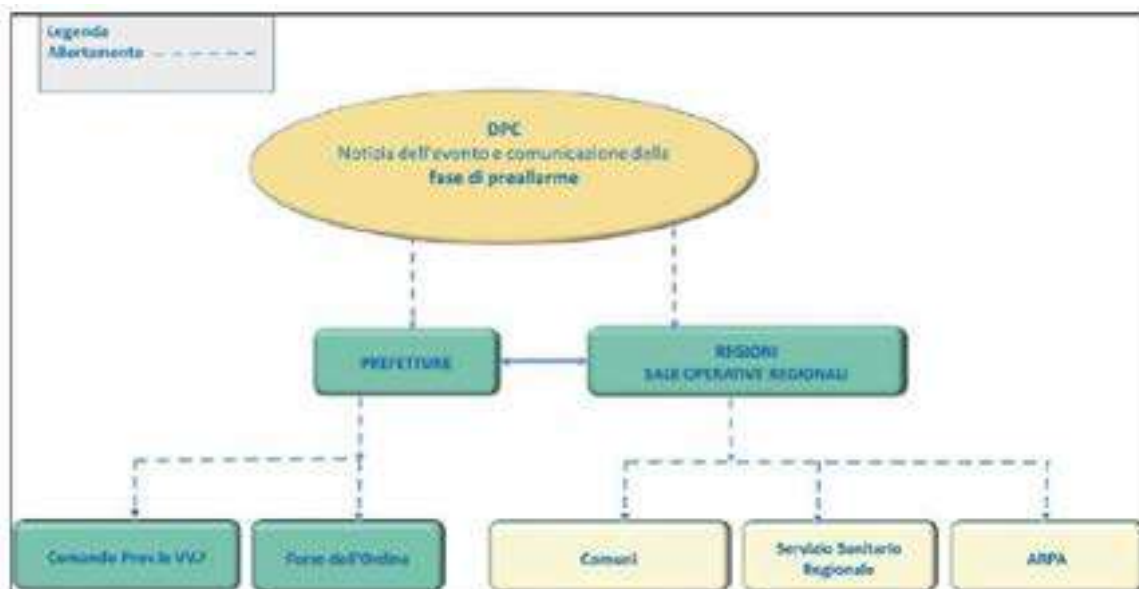 Legenda
Allertamento
DPC
Notizia dell'evento e comunicazione della
fase di preallarme
PREFETTURE
REGIONI
SALE OPERATIVE REGIONALI
Comando Prov.le VV.F
Forze dell'Ordine
Comuni
Servizio Sanitario
Regionale
ARPA